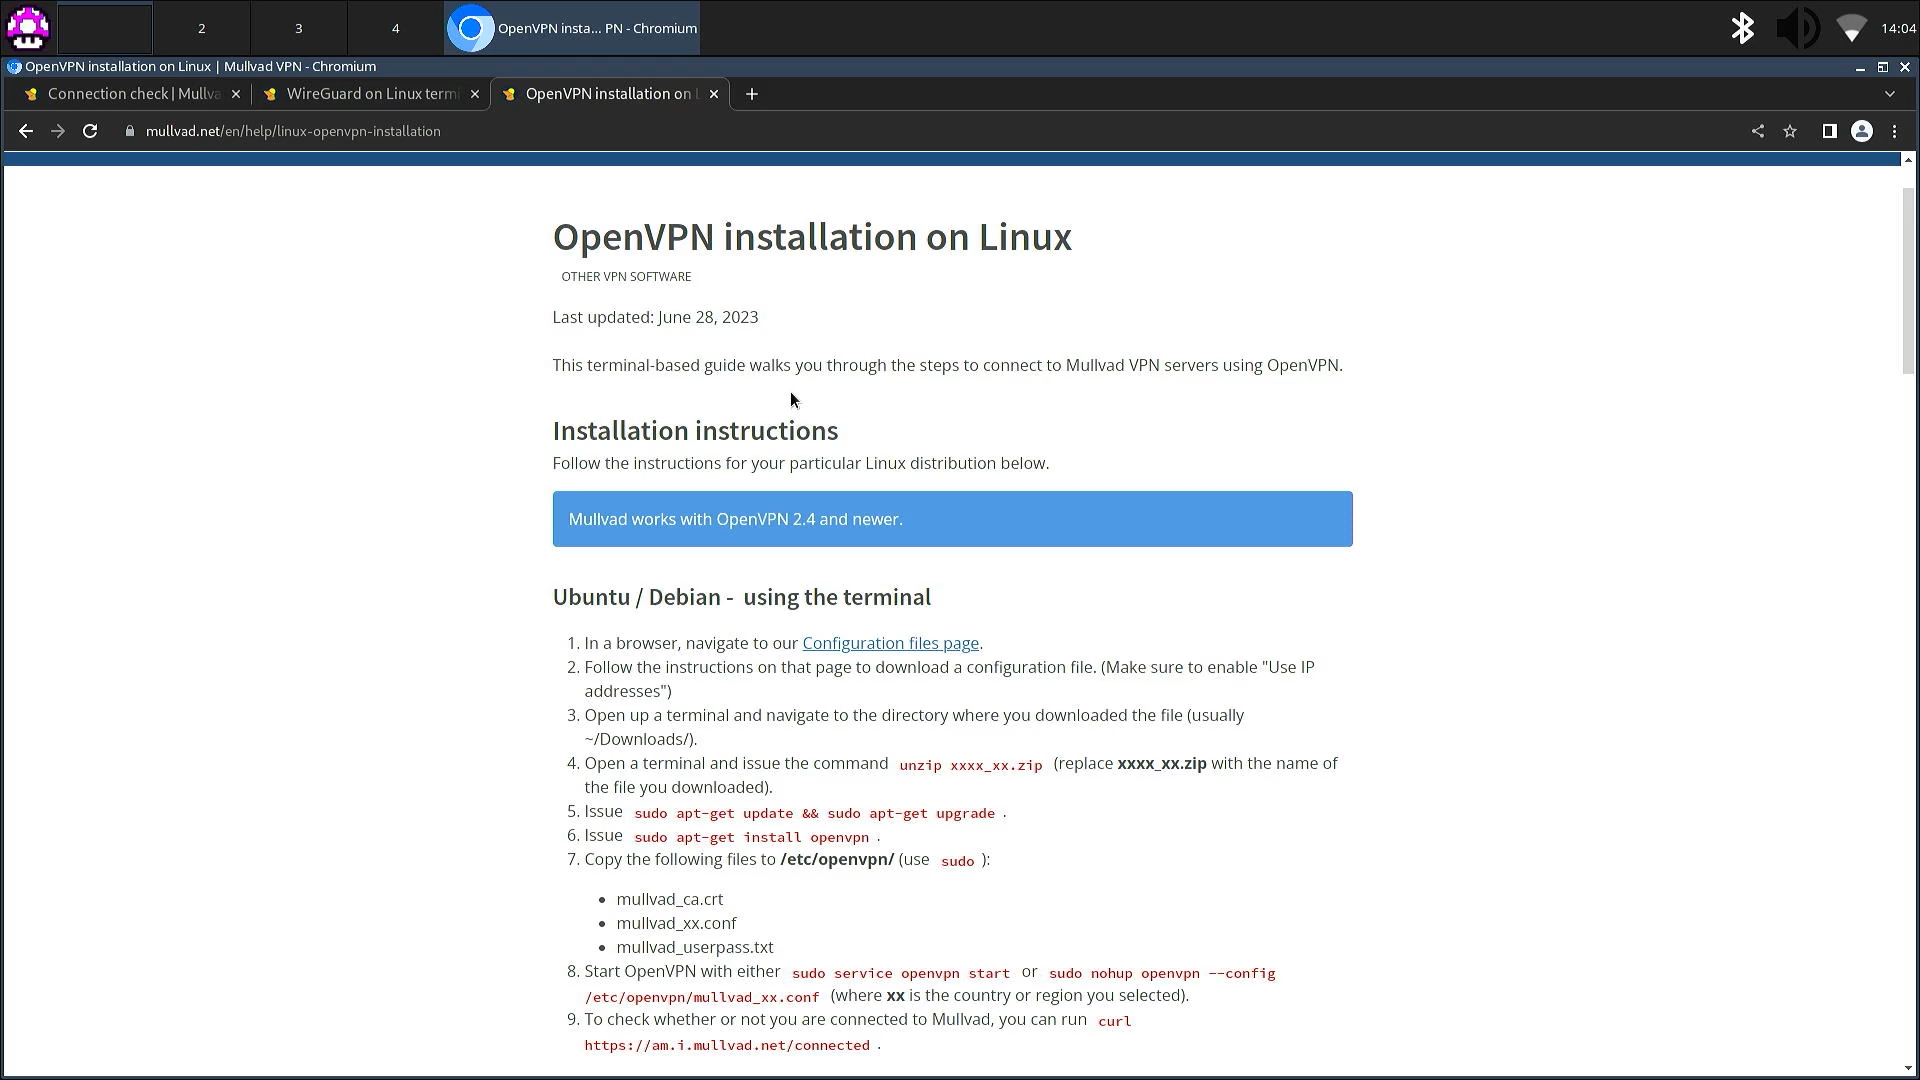 2 3 4 OpenVPN insta... PN - Chromium 14:04
OpenVPN installation on Linux | Mullvad VPN - Chromium
Connection check | Mullva WireGuard on Linux termi OpenVPN installation on L
mullvad.net/en/help/linux-openvpn-installation
OpenVPN installation on Linux
OTHER VPN SOFTWARE
Last updated: June 28, 2023
This terminal-based guide walks you through the steps to connect to Mullvad VPN servers using OpenVPN.
Installation instructions
Follow the instructions for your particular Linux distribution below.
Mullvad works with OpenVPN 2.4 and newer.
Ubuntu / Debian - using the terminal
1. In a browser, navigate to our Configuration files page.
2. Follow the instructions on that page to download a configuration file. (Make sure to enable "Use IP
addresses")
3. Open up a terminal and navigate to the directory where you downloaded the file (usually
~/Downloads/).
4. Open a terminal and issue the command unzip xxxx_xx.zip (replace xxxx_xx.zip with the name of
the file you downloaded).
5. Issue sudo apt-get update && sudo apt-get upgrade .
6. Issue sudo apt-get install openvpn .
7. Copy the following files to /etc/openvpn/ (use sudo ):
• mullvad_ca.crt
• mullvad_xx.conf
• mullvad_userpass.txt
8. Start OpenVPN with either sudo service openvpn start or sudo nohup openvpn --config
/etc/openvpn/mullvad_xx.conf (where xx is the country or region you selected).
9. To check whether or not you are connected to Mullvad, you can run curl
https://am.i.mullvad.net/connected .